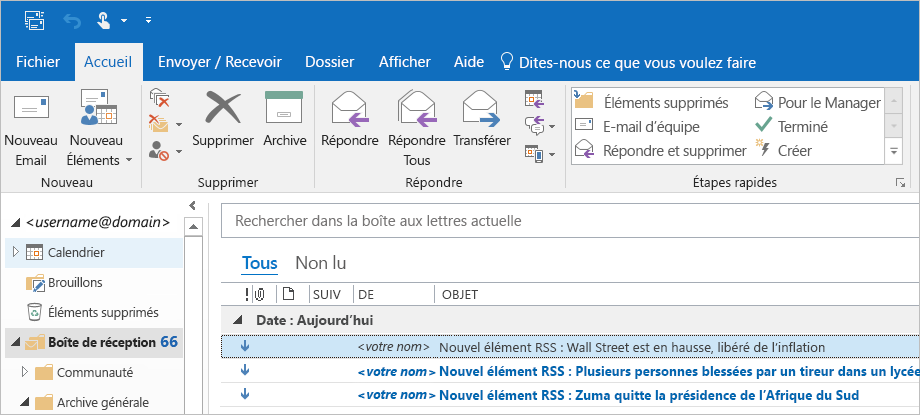 Fichier Accueil Envoyer / Recevoir Dossier Afficher Aide Dites-nous ce que vous voulez faire
Nouveau Email
Nouveau Éléments
Supprimer
Archive
Répondre
Répondre Tous
Transférer
Éléments supprimés
Pour le Manager
E-mail d'équipe
Terminé
Répondre et supprimer
Créer
Nouveau
Supprimer
Répondre
Étapes rapides
<username@domain>
Calendrier
Brouillons
Éléments supprimés
Boîte de réception 66
Communauté
Archive générale
Rechercher dans la boîte aux lettres actuelle
Tous Non lu
! SUIV DE OBJET
Date : Aujourd'hui
<votre nom> Nouvel élément RSS : Wall Street est en hausse, libéré de l'inflation
<votre nom> Nouvel élément RSS : Plusieurs personnes blessées par un tireur dans un lycée
<votre nom> Nouvel élément RSS : Zuma quitte la présidence de l'Afrique du Sud